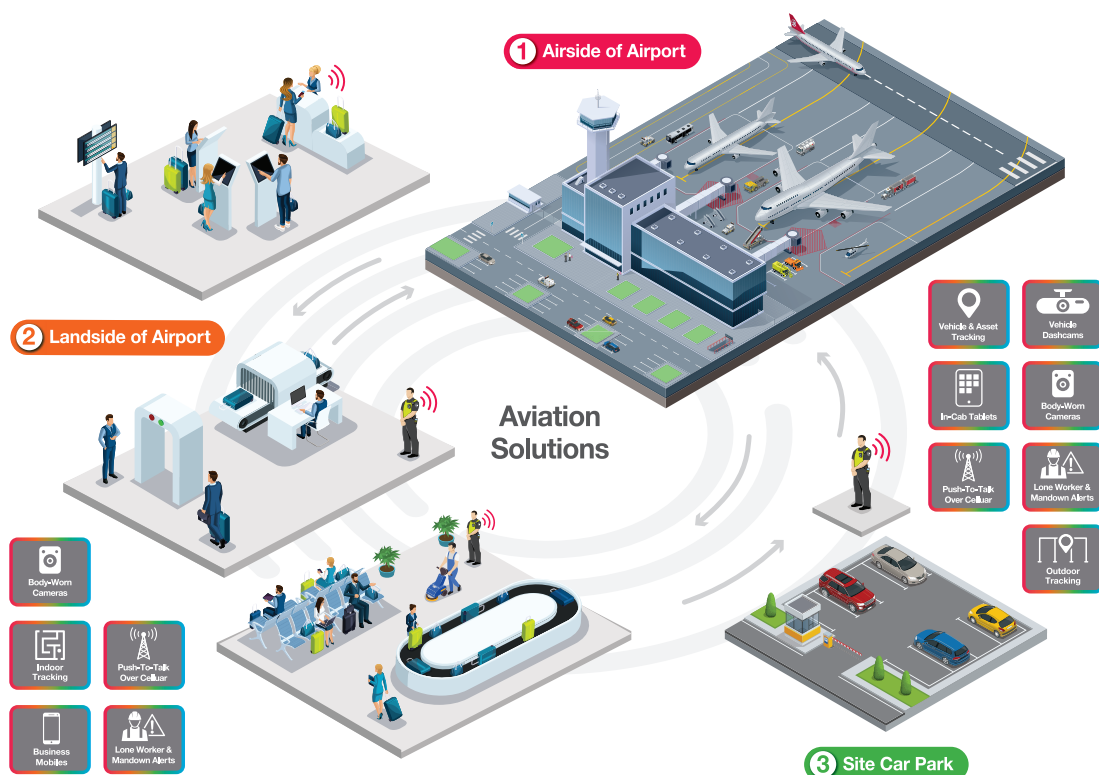 1 Airside of Airport
2 Landside of Airport
Aviation
Solutions
Vehicle & Asset
Tracking
Vehicle
Dashcams
In-Cab Tablets
Body-Worn
Cameras
Push-To-Talk
Over Celluar
Lone Worker &
Mandown Alerts
Outdoor
Tracking
Body-Worn
Cameras
Indoor
Tracking
Push-To-Talk
Over Celluar
Business
Mobiles
Lone Worker &
Mandown Alerts
3 Site Car Park